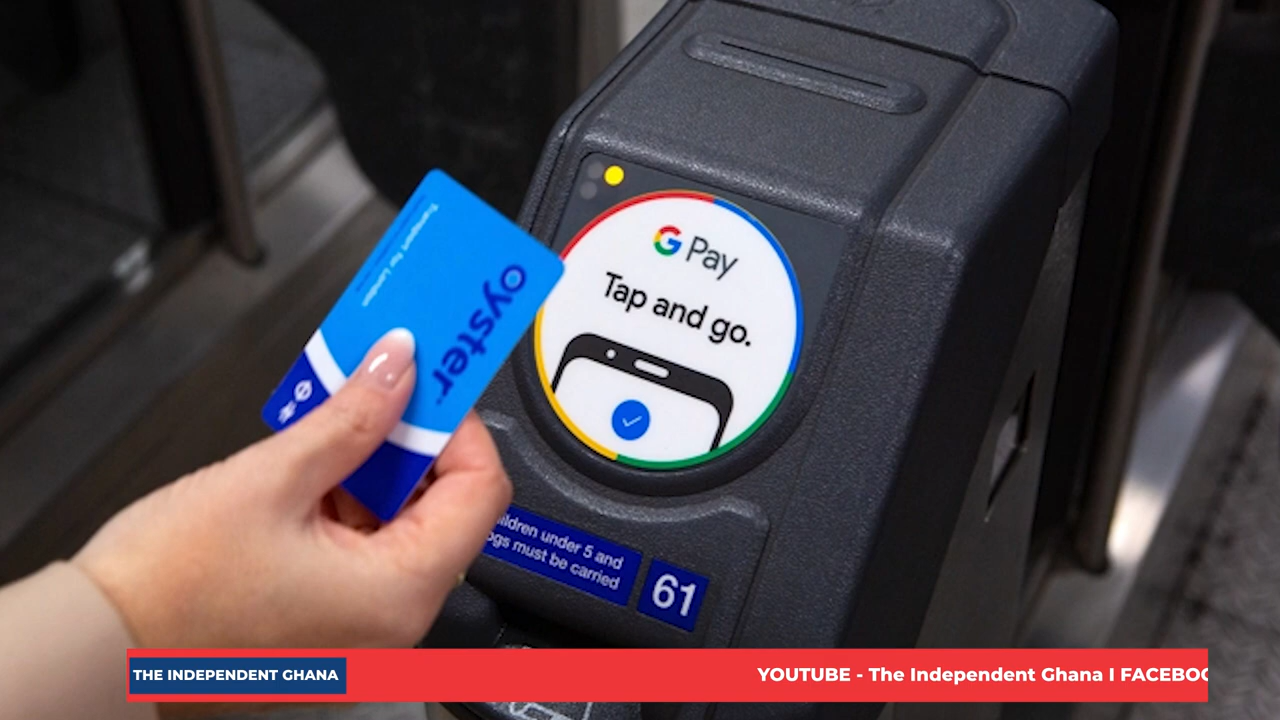 G Pay
Tap and go.
Transport for London
Oyster
ildren under 5 and
ogs must be carried
61
THE INDEPENDENT GHANA
YOUTUBE - The Independent Ghana I FACEBOO